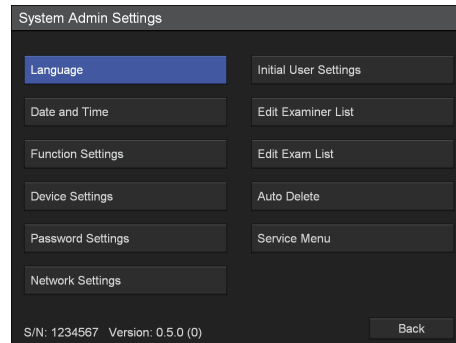 System Admin Settings
Language
Initial User Settings
Date and Time
Edit Examiner List
Function Settings
Edit Exam List
Device Settings
Auto Delete
Password Settings
Service Menu
Network Settings
S/N: 1234567 Version: 0.5.0 (0)
Back